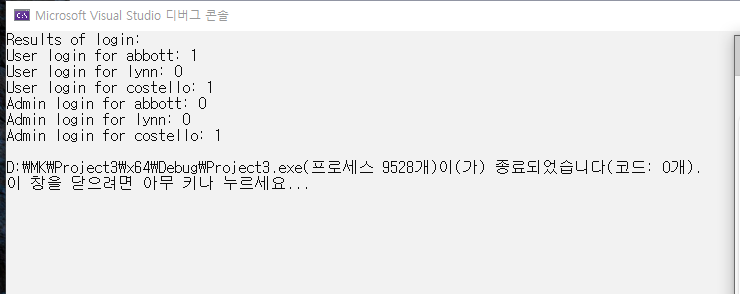 Microsoft Visual Studio 디버그 콘솔
Results of login:
User login for abbott: 1
User login for lynn: 0
User login for costello: 1
Admin login for abbott: 0
Admin login for lynn: 0
Admin login for costello: 1
D:₩MK₩Project3₩x64₩Debug₩Project3.exe(프로세스 9528개)이(가) 종료되었습니다(코드: 0개).
이 창을 닫으려면 아무 키나 누르세요...